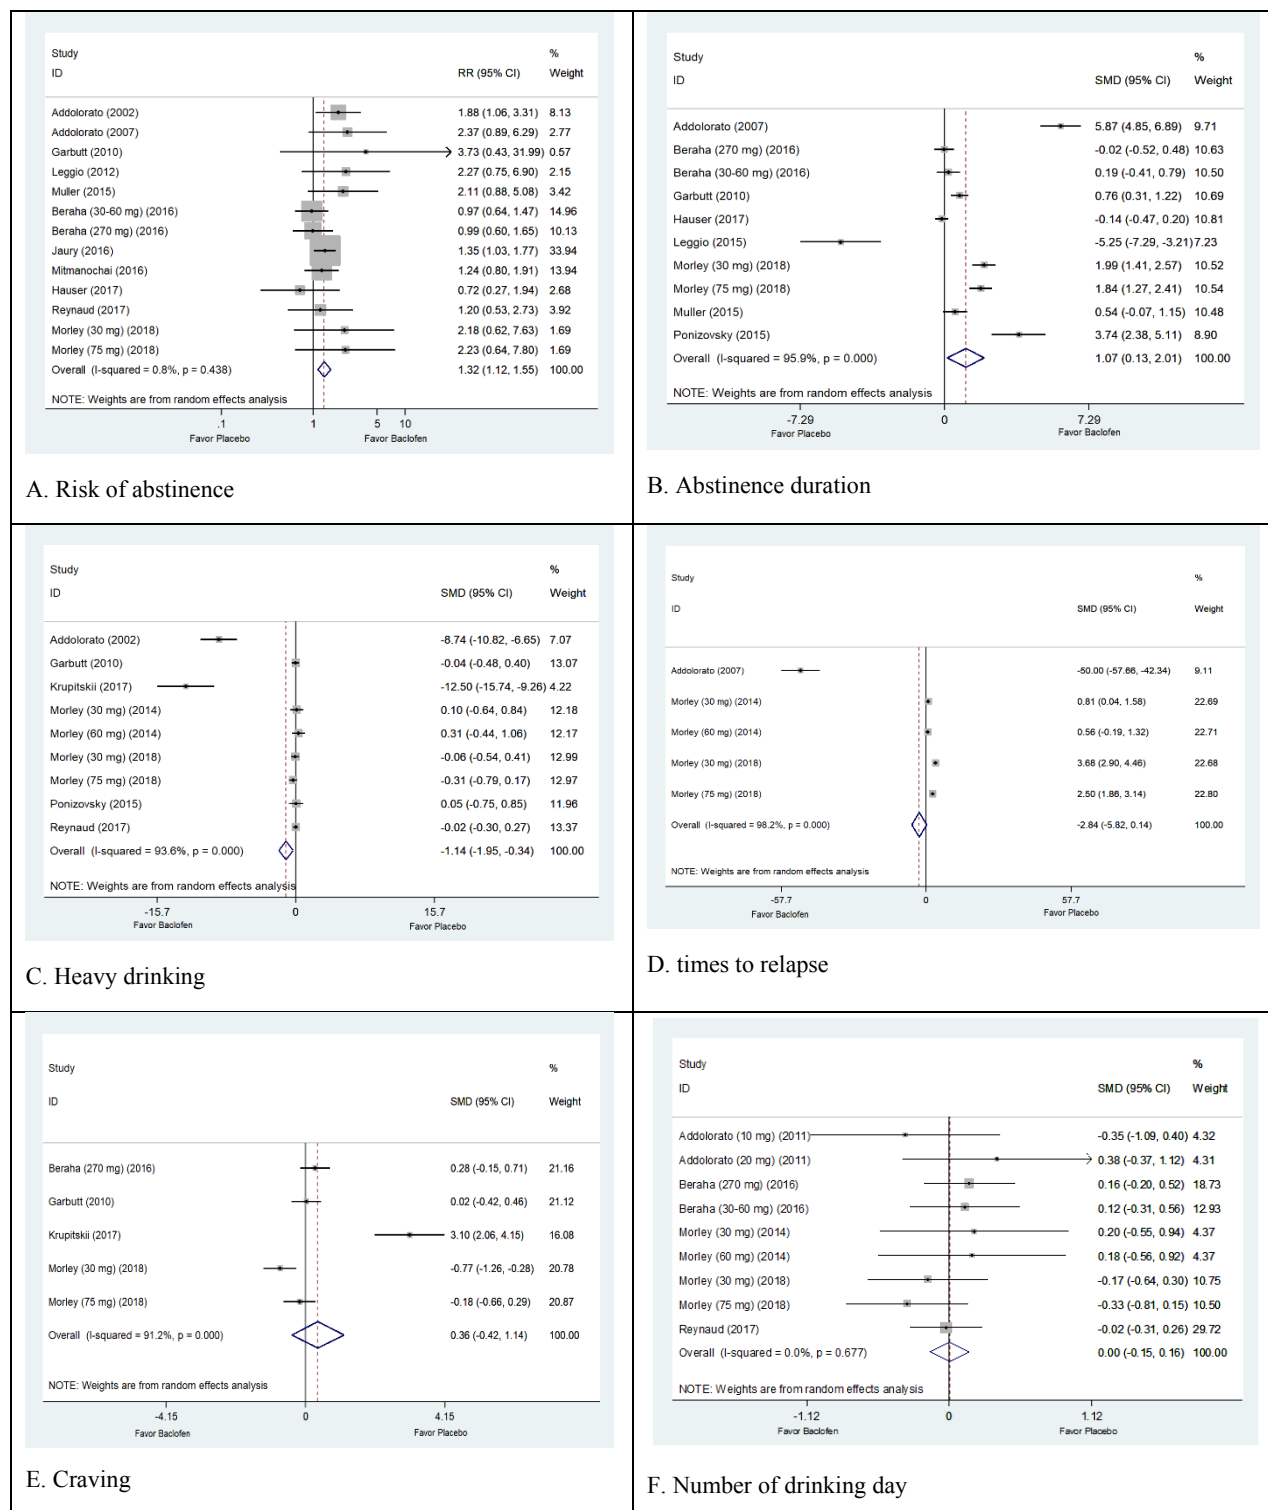 Study %
ID RR (95% CI) Weight
Addolorato (2002) 1.88 (1.06, 3.31) 8.13
Addolorato (2007) 2.37 (0.89, 6.29) 2.77
Garbutt (2010) 3.73 (0.43, 31.99) 0.57
Leggio (2012) 2.27 (0.75, 6.90) 2.15
Muller (2015) 2.11 (0.88, 5.08) 3.42
Beraha (30-60 mg) (2016) 0.97 (0.64, 1.47) 14.96
Beraha (270 mg) (2016) 0.99 (0.60, 1.65) 10.13
Jaury (2016) 1.35 (1.03, 1.77) 33.94
Mitmanochai (2016) 1.24 (0.80, 1.91) 13.94
Hauser (2017) 0.72 (0.27, 1.94) 2.68
Reynaud (2017) 1.20 (0.53, 2.73) 3.92
Morley (30 mg) (2018) 2.18 (0.62, 7.63) 1.69
Morley (75 mg) (2018) 2.23 (0.64, 7.80) 1.69
Overall (I-squared = 0.8%, p = 0.438) 1.32 (1.12, 1.55) 100.00
NOTE: Weights are from random effects analysis
.1 1 5 10
Favor Placebo Favor Baclofen
A. Risk of abstinence
Study %
ID SMD (95% CI) Weight
Addolorato (2007) 5.87 (4.85, 6.89) 9.71
Beraha (270 mg) (2016) -0.02 (-0.52, 0.48) 10.63
Beraha (30-60 mg) (2016) 0.19 (-0.41, 0.79) 10.50
Garbutt (2010) 0.76 (0.31, 1.22) 10.69
Hauser (2017) -0.14 (-0.47, 0.20) 10.81
Leggio (2015) -5.25 (-7.29, -3.21) 7.23
Morley (30 mg) (2018) 1.99 (1.41, 2.57) 10.52
Morley (75 mg) (2018) 1.84 (1.27, 2.41) 10.54
Muller (2015) 0.54 (-0.07, 1.15) 10.48
Ponizovsky (2015) 3.74 (2.38, 5.11) 8.90
Overall (I-squared = 95.9%, p = 0.000) 1.07 (0.13, 2.01) 100.00
NOTE: Weights are from random effects analysis
-7.29 0 7.29
Favor Placebo Favor Baclofen
B. Abstinence duration
Study %
ID SMD (95% CI) Weight
Addolorato (2002) -8.74 (-10.82, -6.65) 7.07
Garbutt (2010) -0.04 (-0.48, 0.40) 13.07
Krupitskii (2017) -12.50 (-15.74, -9.26) 4.22
Morley (30 mg) (2014) 0.10 (-0.64, 0.84) 12.18
Morley (60 mg) (2014) 0.31 (-0.44, 1.06) 12.17
Morley (30 mg) (2018) -0.06 (-0.54, 0.41) 12.99
Morley (75 mg) (2018) -0.31 (-0.79, 0.17) 12.97
Ponizovsky (2015) 0.05 (-0.75, 0.85) 11.96
Reynaud (2017) -0.02 (-0.30, 0.27) 13.37
Overall (I-squared = 93.6%, p = 0.000) -1.14 (-1.95, -0.34) 100.00
NOTE: Weights are from random effects analysis
-15.7 0 15.7
Favor Baclofen Favor Placebo
C. Heavy drinking
Study %
ID SMD (95% CI) Weight
Addolorato (2007) -50.00 (-57.66, -42.34) 9.11
Morley (30 mg) (2014) 0.81 (0.04, 1.58) 22.69
Morley (60 mg) (2014) 0.56 (-0.19, 1.32) 22.71
Morley (30 mg) (2018) 3.68 (2.90, 4.46) 22.68
Morley (75 mg) (2018) 2.50 (1.86, 3.14) 22.80
Overall (I-squared = 98.2%, p = 0.000) -2.84 (-5.82, 0.14) 100.00
NOTE: Weights are from random effects analysis
-57.7 0 57.7
Favor Baclofen Favor Placebo
D. times to relapse
Study %
ID SMD (95% CI) Weight
Beraha (270 mg) (2016) 0.28 (-0.15, 0.71) 21.16
Garbutt (2010) 0.02 (-0.42, 0.46) 21.12
Krupitskii (2017) 3.10 (2.06, 4.15) 16.08
Morley (30 mg) (2018) -0.77 (-1.26, -0.28) 20.78
Morley (75 mg) (2018) -0.18 (-0.66, 0.29) 20.87
Overall (I-squared = 91.2%, p = 0.000) 0.36 (-0.42, 1.14) 100.00
NOTE: Weights are from random effects analysis
-4.15 0 4.15
Favor Baclofen Favor Placebo
E. Craving
Study %
ID SMD (95% CI) Weight
Addolorato (10 mg) (2011) -0.35 (-1.09, 0.40) 4.32
Addolorato (20 mg) (2011) 0.38 (-0.37, 1.12) 4.31
Beraha (270 mg) (2016) 0.16 (-0.20, 0.52) 18.73
Beraha (30-60 mg) (2016) 0.12 (-0.31, 0.56) 12.93
Morley (30 mg) (2014) 0.20 (-0.55, 0.94) 4.37
Morley (60 mg) (2014) 0.18 (-0.56, 0.92) 4.37
Morley (30 mg) (2018) -0.17 (-0.64, 0.30) 10.75
Morley (75 mg) (2018) -0.33 (-0.81, 0.15) 10.50
Reynaud (2017) -0.02 (-0.31, 0.26) 29.72
Overall (I-squared = 0.0%, p = 0.677) 0.00 (-0.15, 0.16) 100.00
NOTE: Weights are from random effects analysis
-1.12 0 1.12
Favor Baclofen Favor Placebo
F. Number of drinking day